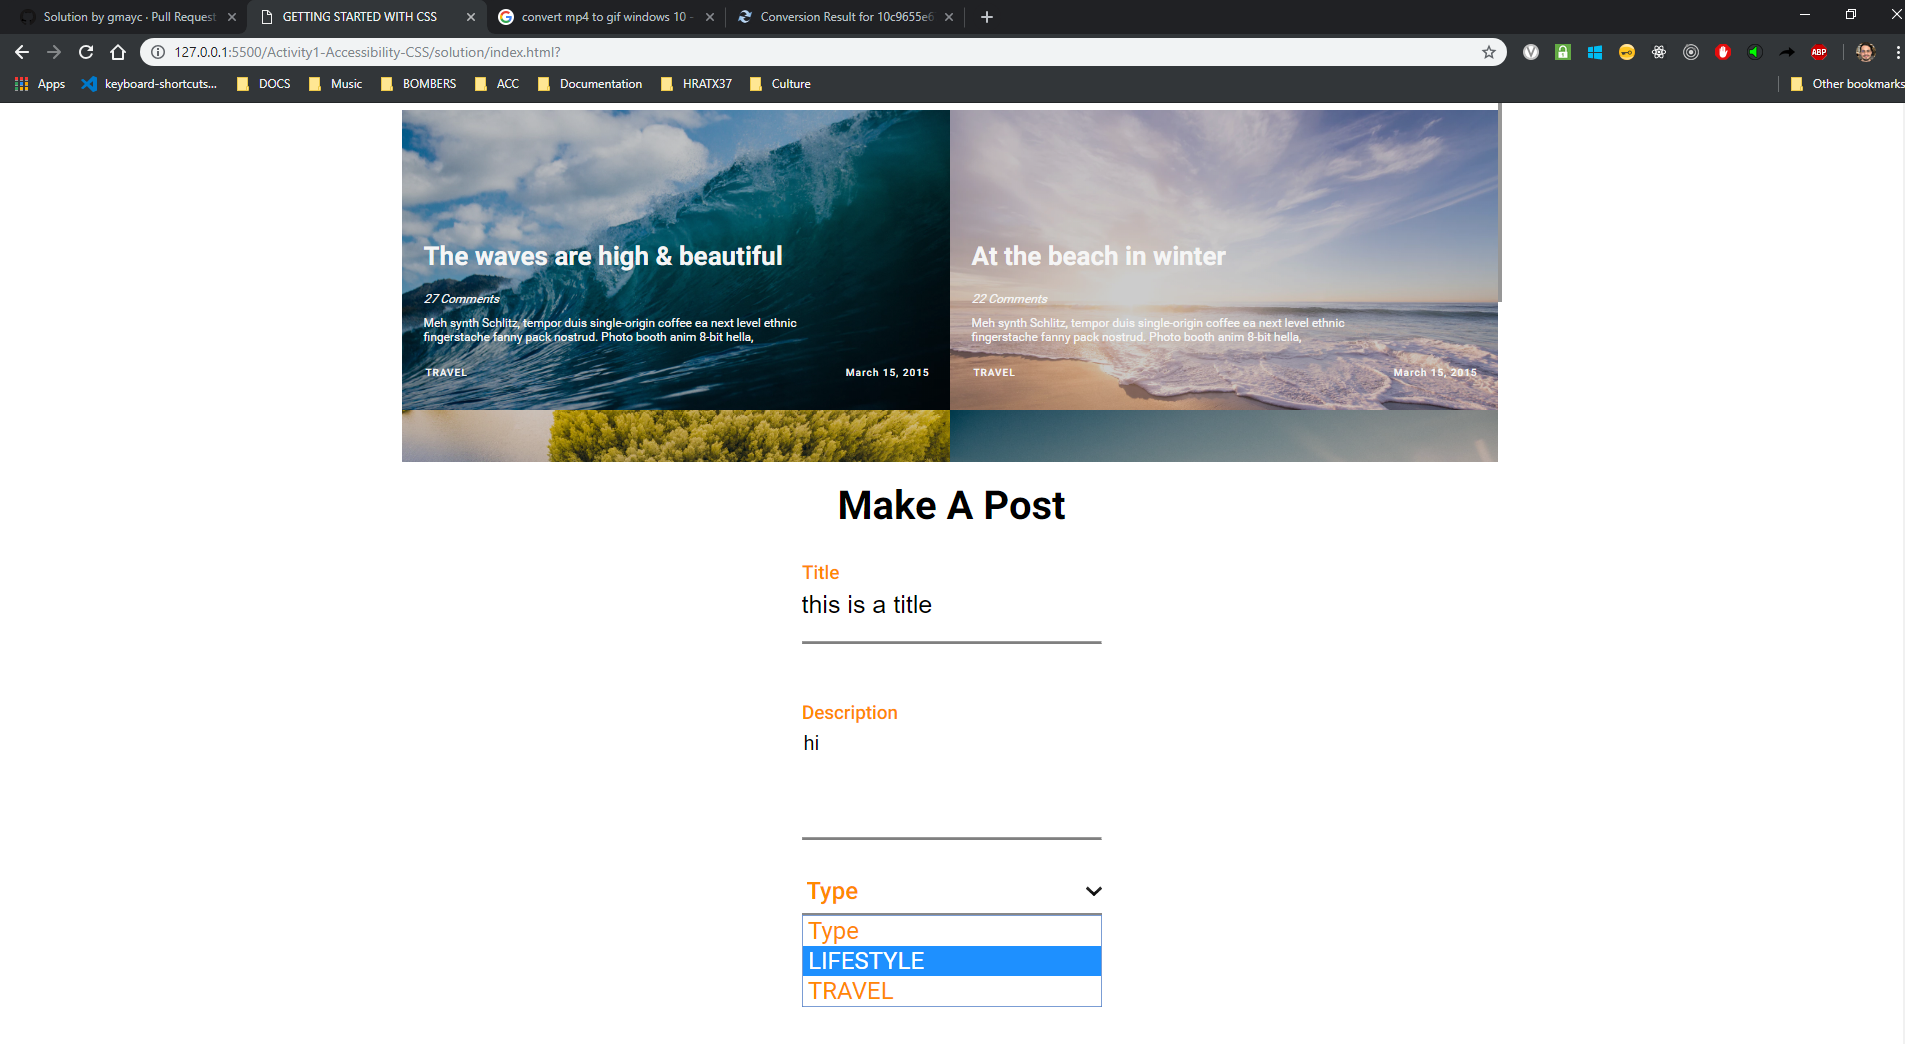 Solution by gmayc · Pull Request
GETTING STARTED WITH CSS
convert mp4 to gif windows 10 -
Conversion Result for 10c9655e6
127.0.0.1:5500/Activity1-Accessibility-CSS/solution/index.html?
V
ABP
Apps
keyboard-shortcuts...
DOCS
Music
BOMBERS
ACC
Documentation
HRATX37
Culture
Other bookmarks
The waves are high & beautiful
27 Comments
Meh synth Schlitz, tempor duis single-origin coffee ea next level ethnic
fingerstache fanny pack nostrud. Photo booth anim 8-bit hella,
TRAVEL
March 15, 2015
At the beach in winter
22 Comments
Meh synth Schlitz, tempor duis single-origin coffee ea next level ethnic
fingerstache fanny pack nostrud. Photo booth anim 8-bit hella,
TRAVEL
March 15, 2015
Make A Post
Title
this is a title
Description
hi
Type
Type
LIFESTYLE
TRAVEL